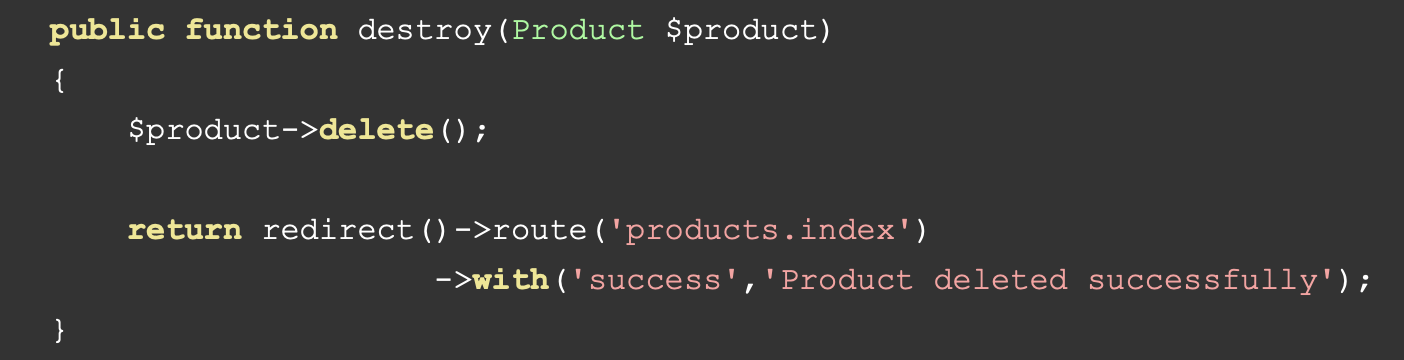 public function destroy(Product $product)
{
    $product->delete();

    return redirect()->route('products.index')
                    ->with('success','Product deleted successfully');
}